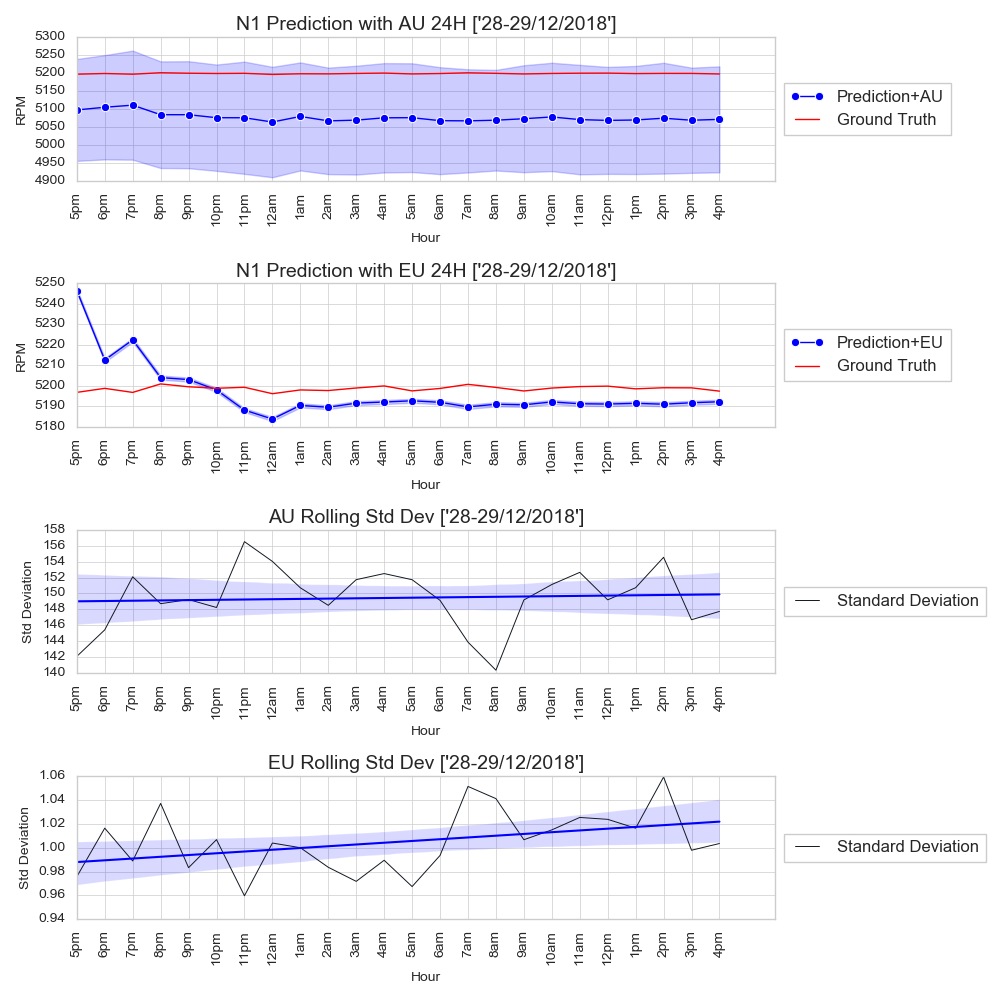 N1 Prediction with AU 24H ['28-29/12/2018']
5300
5250
5200
5150
5100
5050
5000
4950
4900
RPM
5pm 6pm 7pm 8pm 9pm 10pm 11pm 12am 1am 2am 3am 4am 5am 6am 7am 8am 9am 10am 11am 12pm 1pm 2pm 3pm 4pm
Hour
Prediction+AU
Ground Truth
N1 Prediction with EU 24H ['28-29/12/2018']
5250
5240
5230
5220
5210
5200
5190
5180
RPM
5pm 6pm 7pm 8pm 9pm 10pm 11pm 12am 1am 2am 3am 4am 5am 6am 7am 8am 9am 10am 11am 12pm 1pm 2pm 3pm 4pm
Hour
Prediction+EU
Ground Truth
AU Rolling Std Dev ['28-29/12/2018']
158
156
154
152
150
148
146
144
142
140
Std Deviation
5pm 6pm 7pm 8pm 9pm 10pm 11pm 12am 1am 2am 3am 4am 5am 6am 7am 8am 9am 10am 11am 12pm 1pm 2pm 3pm 4pm
Hour
Standard Deviation
EU Rolling Std Dev ['28-29/12/2018']
1.06
1.04
1.02
1.00
0.98
0.96
0.94
Std Deviation
5pm 6pm 7pm 8pm 9pm 10pm 11pm 12am 1am 2am 3am 4am 5am 6am 7am 8am 9am 10am 11am 12pm 1pm 2pm 3pm 4pm
Hour
Standard Deviation